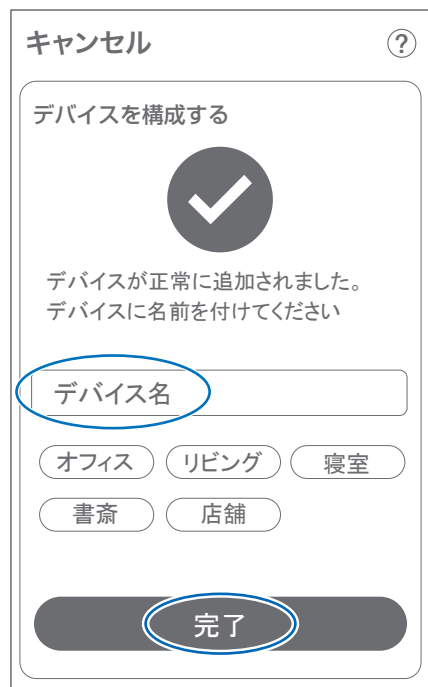 キャンセル ?
デバイスを構成する
デバイスが正常に追加されました。
デバイスに名前を付けてください
デバイス名
オフィス リビング 寝室
書斎 店舗
完了